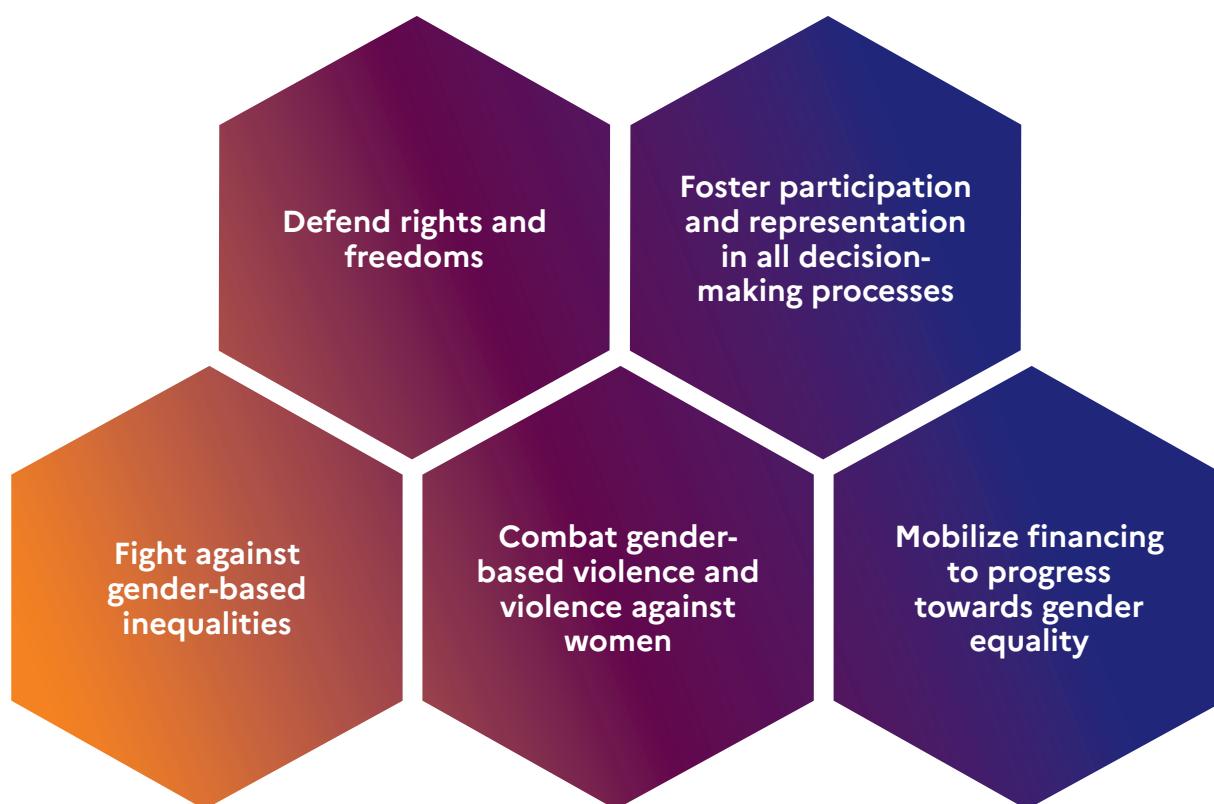 Defend rights and
freedoms
Foster participation
and representation
in all decision-
making processes
Fight against
gender-based
inequalities
Combat gender-
based violence and
violence against
women
Mobilize financing
to progress
towards gender
equality